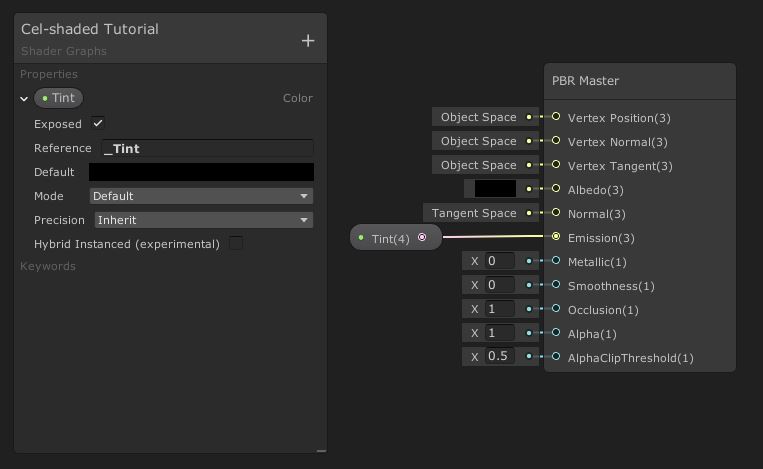 Cel-shaded Tutorial
Shader Graphs
+
Properties
Tint Color
Exposed
Reference _Tint
Default
Mode Default
Precision Inherit
Hybrid Instanced (experimental)
Keywords
PBR Master
Object Space Vertex Position(3)
Object Space Vertex Normal(3)
Object Space Vertex Tangent(3)
Albedo(3)
Tangent Space Normal(3)
Tint(4) Emission(3)
X 0 Metallic(1)
X 0 Smoothness(1)
X 1 Occlusion(1)
X 1 Alpha(1)
X 0.5 AlphaClipThreshold(1)